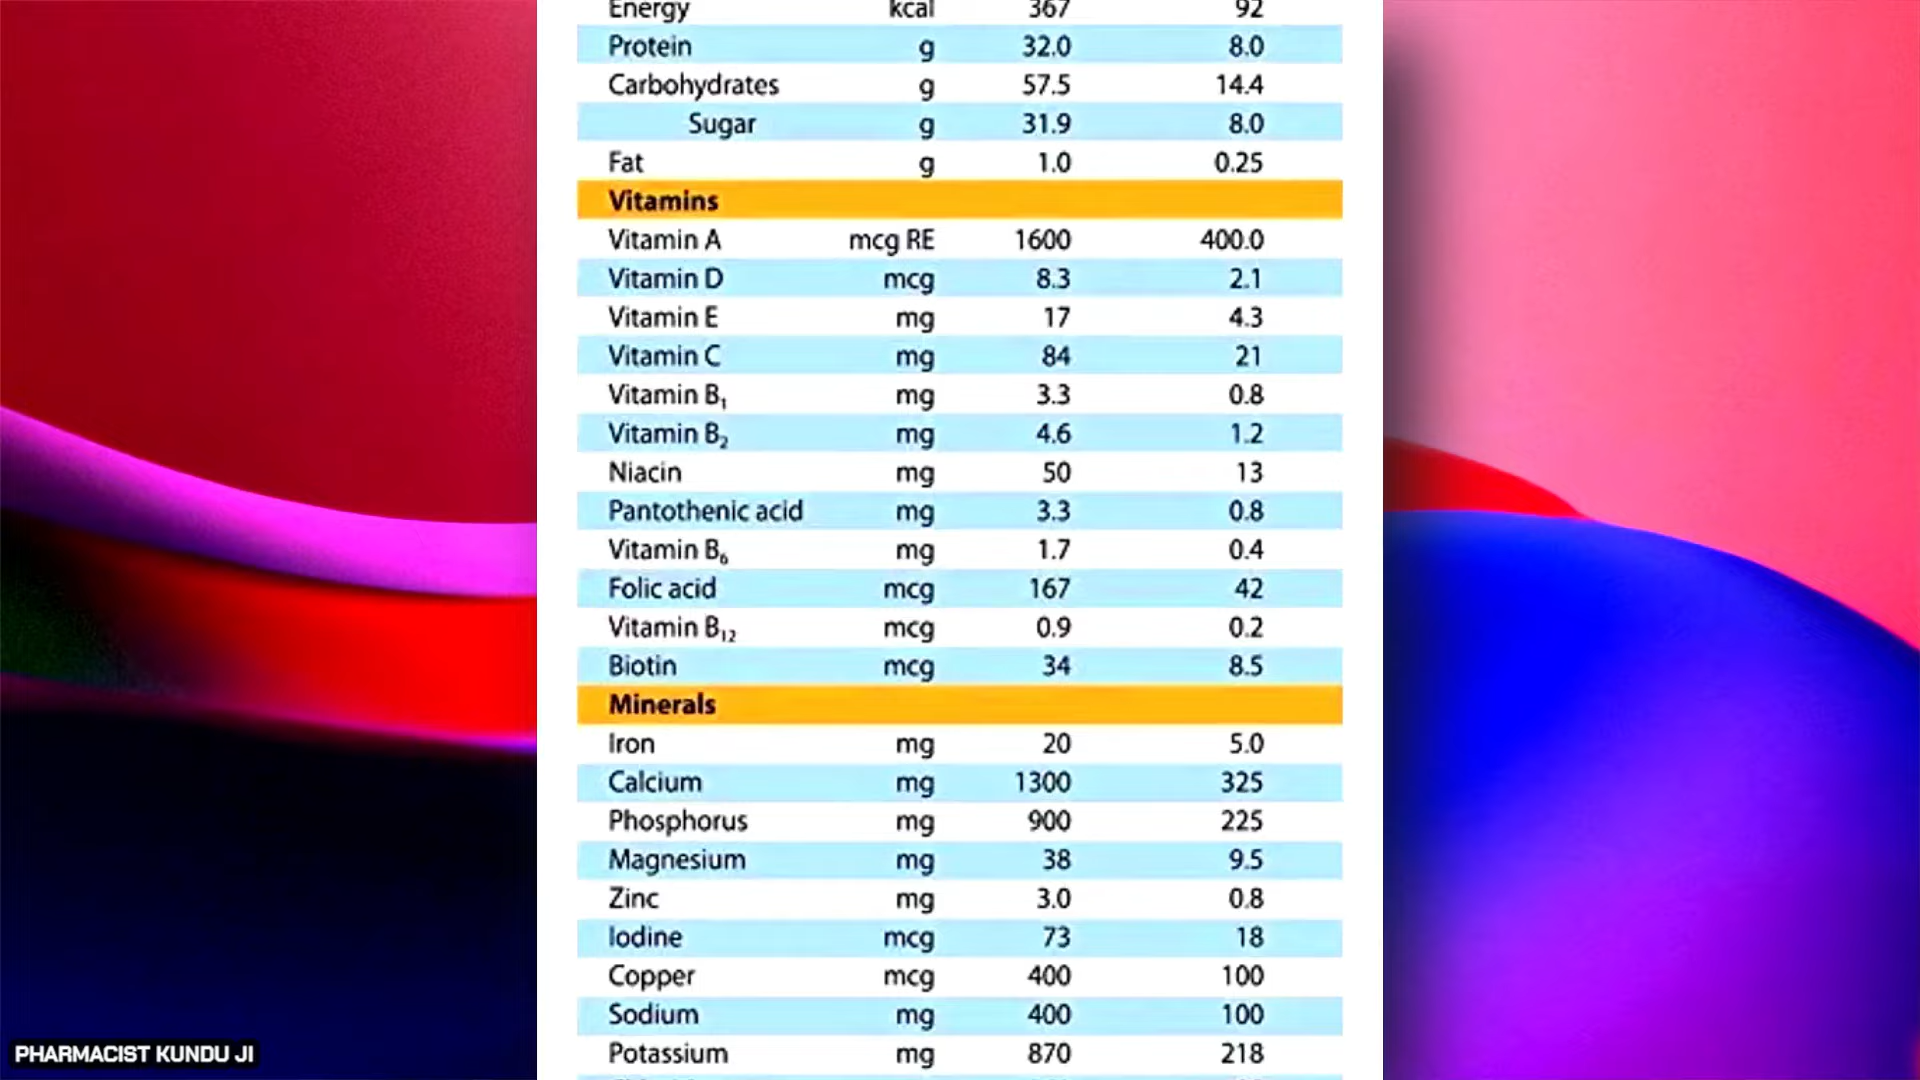 Energy kcal 367 92
Protein g 32.0 8.0
Carbohydrates g 57.5 14.4
Sugar g 31.9 8.0
Fat g 1.0 0.25
Vitamins
Vitamin A mcg RE 1600 400.0
Vitamin D mcg 8.3 2.1
Vitamin E mg 17 4.3
Vitamin C mg 84 21
Vitamin B₁ mg 3.3 0.8
Vitamin B₂ mg 4.6 1.2
Niacin mg 50 13
Pantothenic acid mg 3.3 0.8
Vitamin B₆ mg 1.7 0.4
Folic acid mcg 167 42
Vitamin B₁₂ mcg 0.9 0.2
Biotin mcg 34 8.5
Minerals
Iron mg 20 5.0
Calcium mg 1300 325
Phosphorus mg 900 225
Magnesium mg 38 9.5
Zinc mg 3.0 0.8
Iodine mcg 73 18
Copper mcg 400 100
Sodium mg 400 100
Potassium mg 870 218
PHARMACIST KUNDU JI